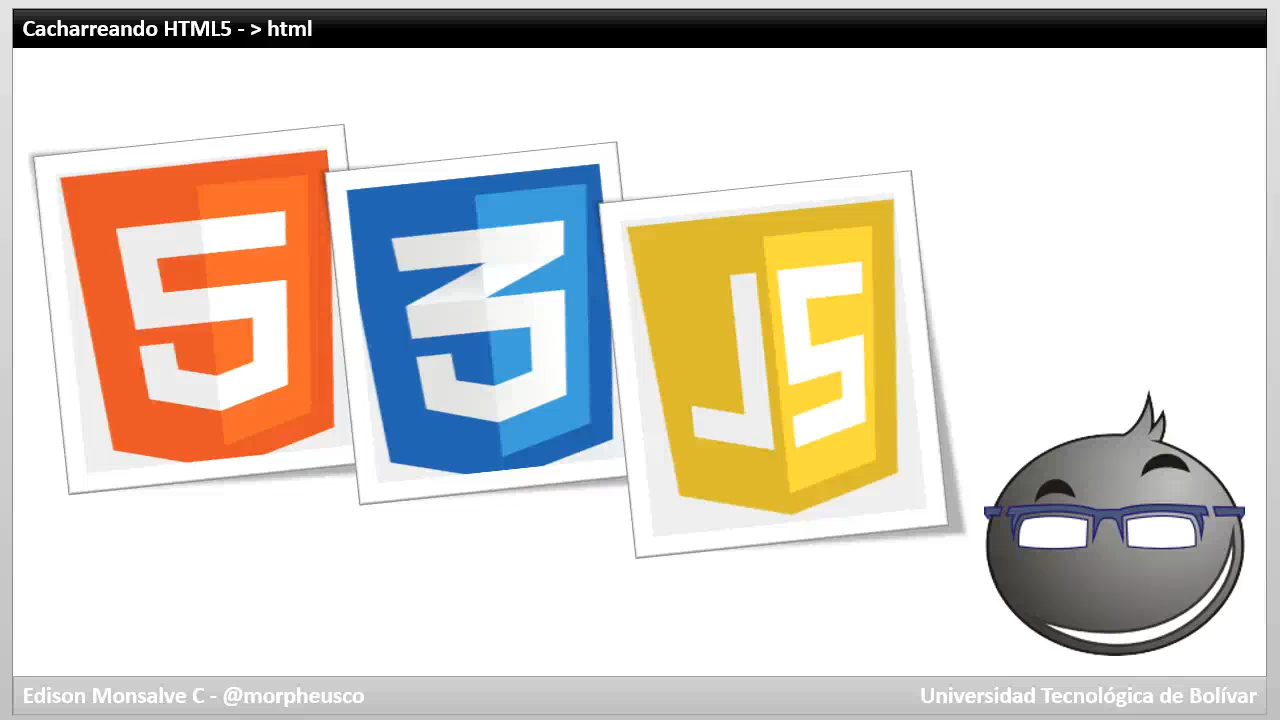 Cacharreando HTML5 - > html
5
3
JS
Edison Monsalve C - @morpheusco
Universidad Tecnológica de Bolívar